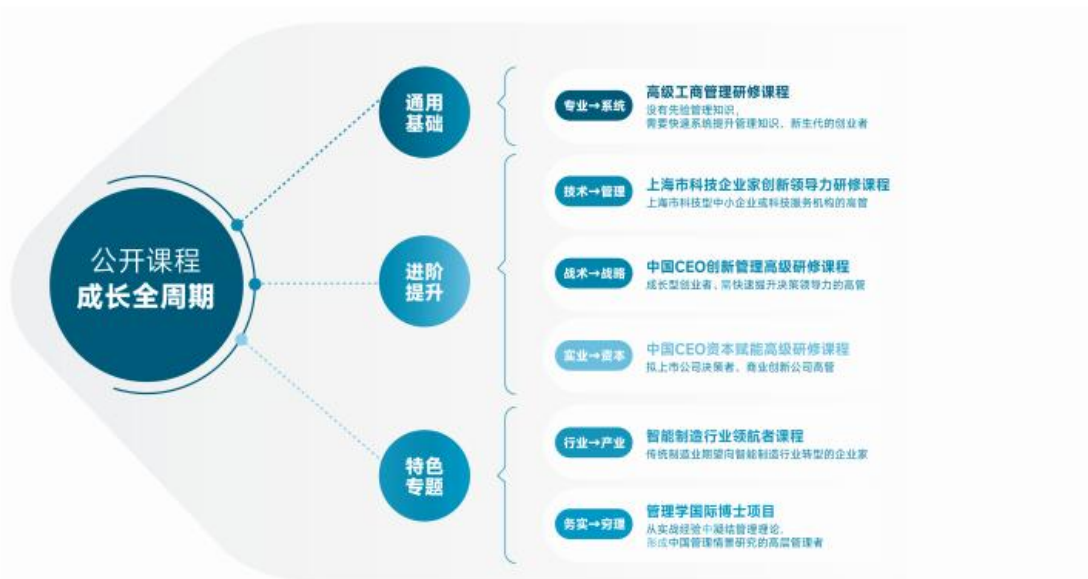 公开课程
成长全周期
通用
基础
专业→系统
高级工商管理研修课程
没有先验管理知识,
需要快速系统提升管理知识、新生代的创业者
进阶
提升
技术→管理
上海市科技企业家创新领导力研修课程
上海市科技型中小企业或科技服务机构的高管
战术→战略
中国CEO创新管理高级研修课程
成长型创业者、需快速提升决策领导力的高管
实业→资本
中国CEO资本赋能高级研修课程
拟上市公司决策者、商业创新公司高管
特色
专题
行业→产业
智能制造行业领航者课程
传统制造业期望向智能制造行业转型的企业家
务实→穷理
管理学国际博士项目
从实战经验中凝结管理理论,
形成中国管理情景研究的高层管理者